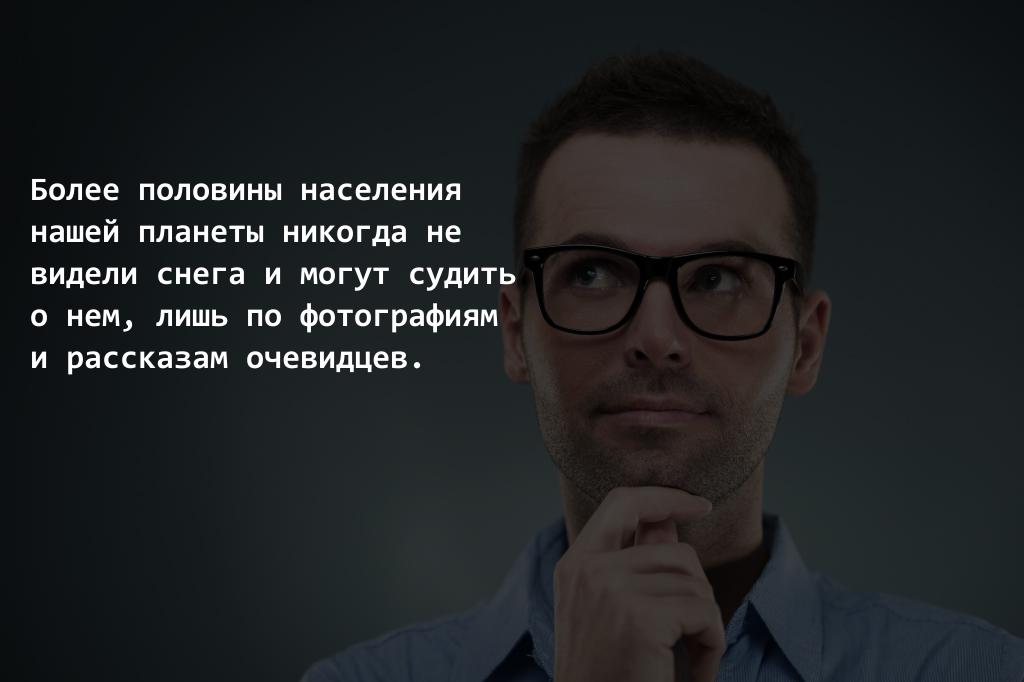 Более половины населения
нашей планеты никогда не
видели снега и могут судить
о нем, лишь по фотографиям
и рассказам очевидцев.